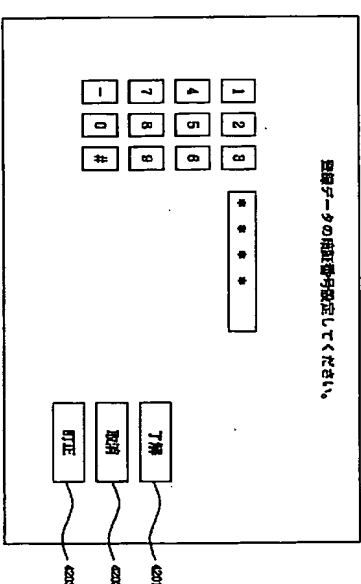 登録データの暗証番号設定してください。
1 2 3
* * * *
4 5 6
7 8 9
- 0 #
了解
取消
訂正